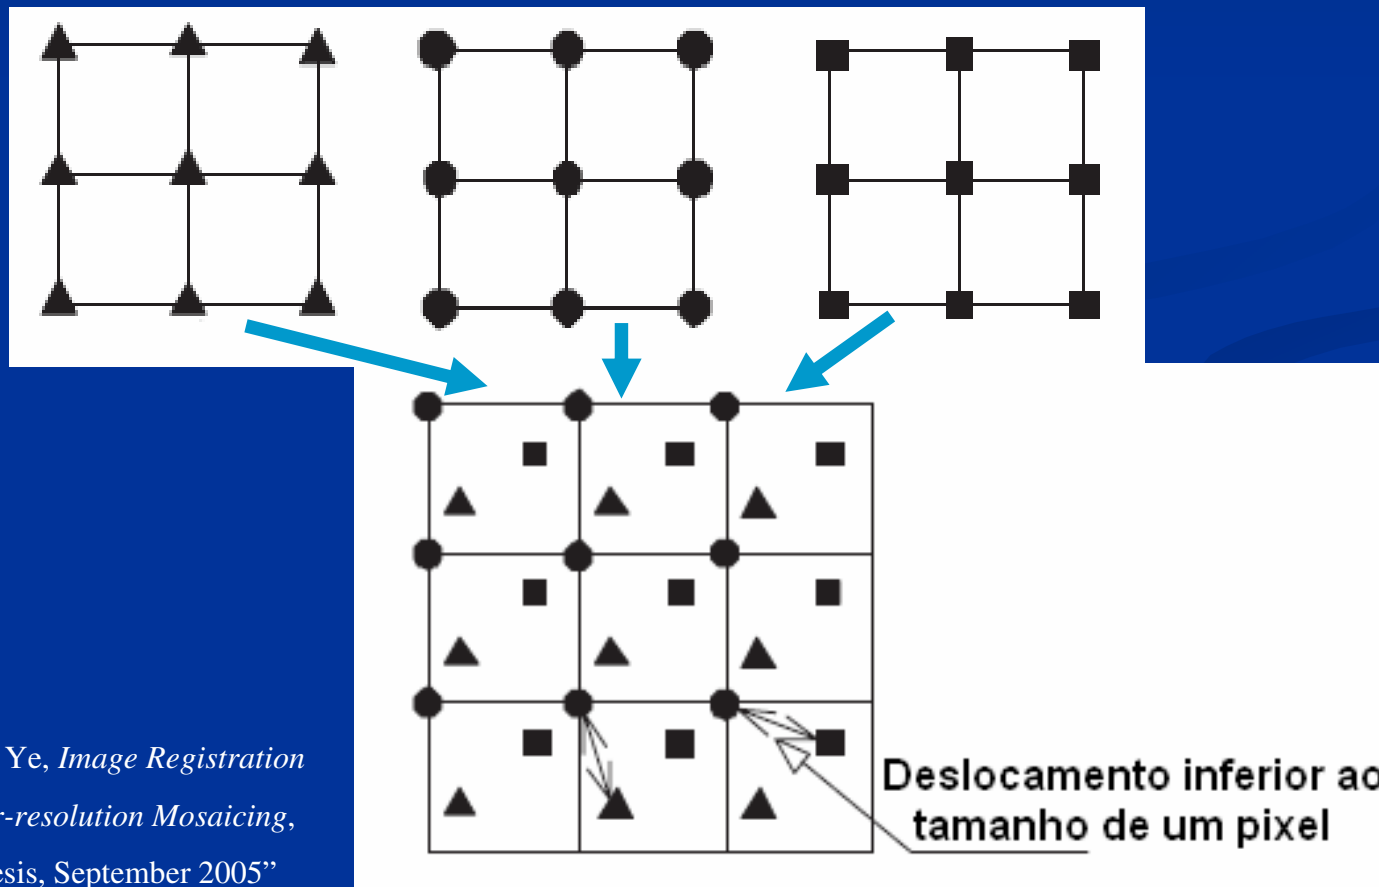 Ye, Image Registration
r-resolution Mosaicing,
esis, September 2005”
Deslocamento inferior ao
tamanho de um pixel